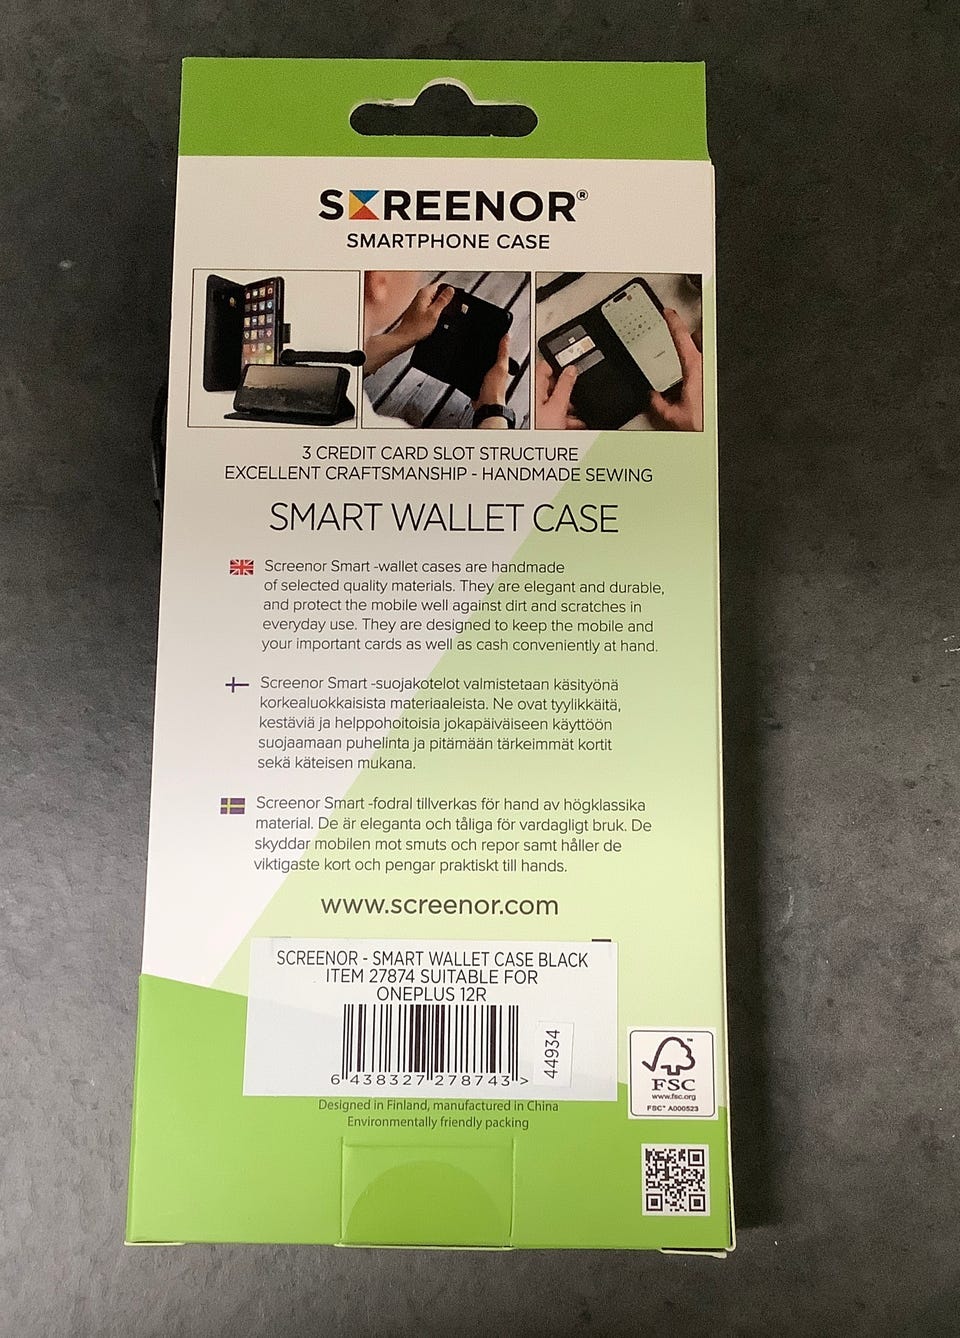 SCREENOR®
SMARTPHONE CASE
3 CREDIT CARD SLOT STRUCTURE
EXCELLENT CRAFTSMANSHIP - HANDMADE SEWING
SMART WALLET CASE
Screenor Smart -wallet cases are handmade
of selected quality materials. They are elegant and durable,
and protect the mobile well against dirt and scratches in
everyday use. They are designed to keep the mobile and
your important cards as well as cash conveniently at hand.
Screenor Smart -suojakotelot valmistetaan käsityönä
korkealuokkaisista materiaaleista. Ne ovat tyylikkäitä,
kestäviä ja helppohoitoisia jokapäiväiseen käyttöön
suojaamaan puhelinta ja pitämään tärkeimmät kortit
sekä käteisen mukana.
Screenor Smart -fodral tillverkas för hand av högklassika
material. De är eleganta och tåliga för vardagligt bruk. De
skyddar mobilen mot smuts och repor samt håller de
viktigaste kort och pengar praktiskt till hands.
www.screenor.com
SCREENOR - SMART WALLET CASE BLACK
ITEM 27874 SUITABLE FOR
ONEPLUS 12R
6 438327 278743 >
44934
Designed in Finland, manufactured in China
Environmentally friendly packing
FSC
™
www.fsc.org
FSC® A000523